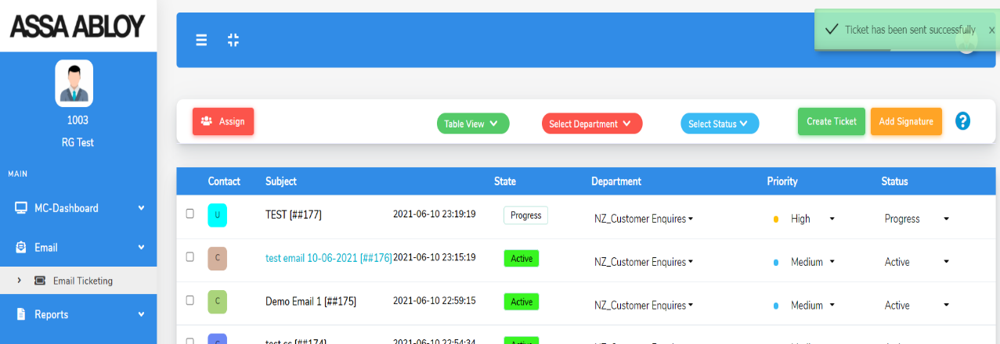 ASSA ABLOY
Ticket has been sent successfully x
1003
RG Test
MAIN
MC-Dashboard
Email
Email Ticketing
Reports
Assign
Table View
Select Department
Select Status
Create Ticket
Add Signature
?
Contact Subject State Department Priority Status
U TEST [##177] 2021-06-10 23:19:19 Progress NZ_Customer Enquires High Progress
C test email 10-06-2021 [##176] 2021-06-10 23:15:19 Active NZ_Customer Enquires Medium Active
C Demo Email 1 [##175] 2021-06-10 22:59:15 Active NZ_Customer Enquires Medium Active
test cc [##174] 2021-06-10 22:54:34 Active NZ_Customer Enquires